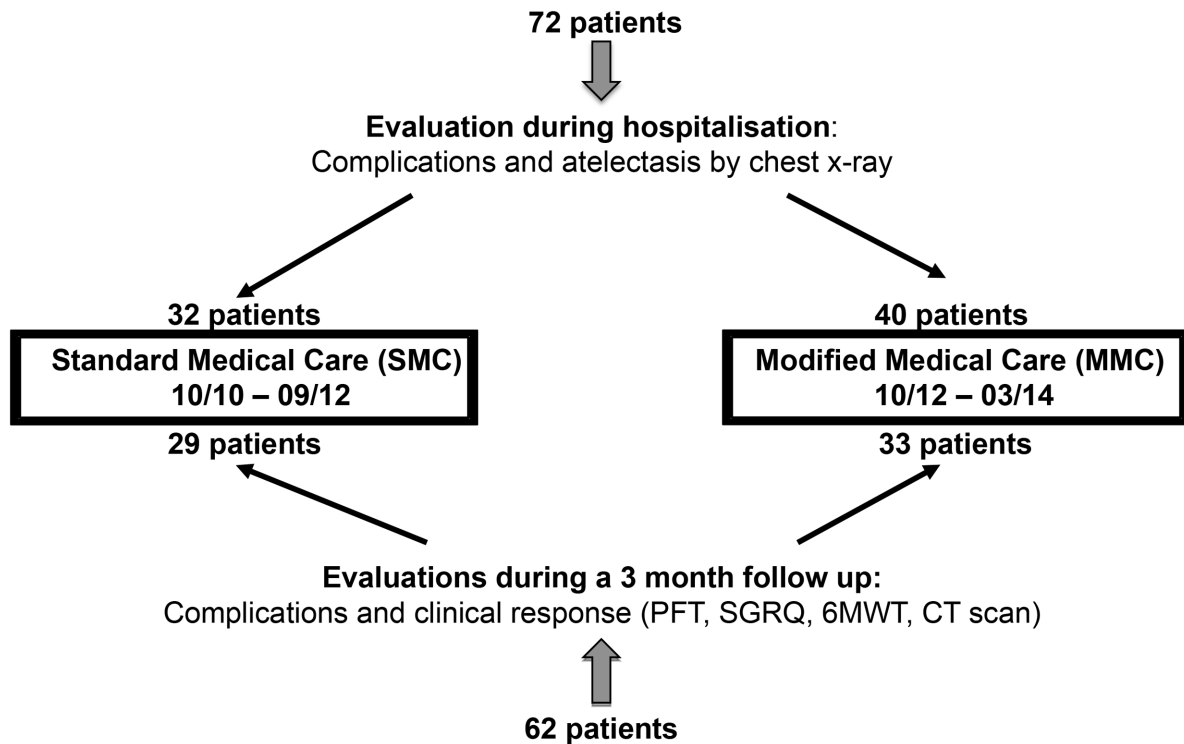 72 patients
Evaluation during hospitalisation:
Complications and atelectasis by chest x-ray
32 patients
Standard Medical Care (SMC)
10/10 – 09/12
29 patients
40 patients
Modified Medical Care (MMC)
10/12 – 03/14
33 patients
Evaluations during a 3 month follow up:
Complications and clinical response (PFT, SGRQ, 6MWT, CT scan)
62 patients